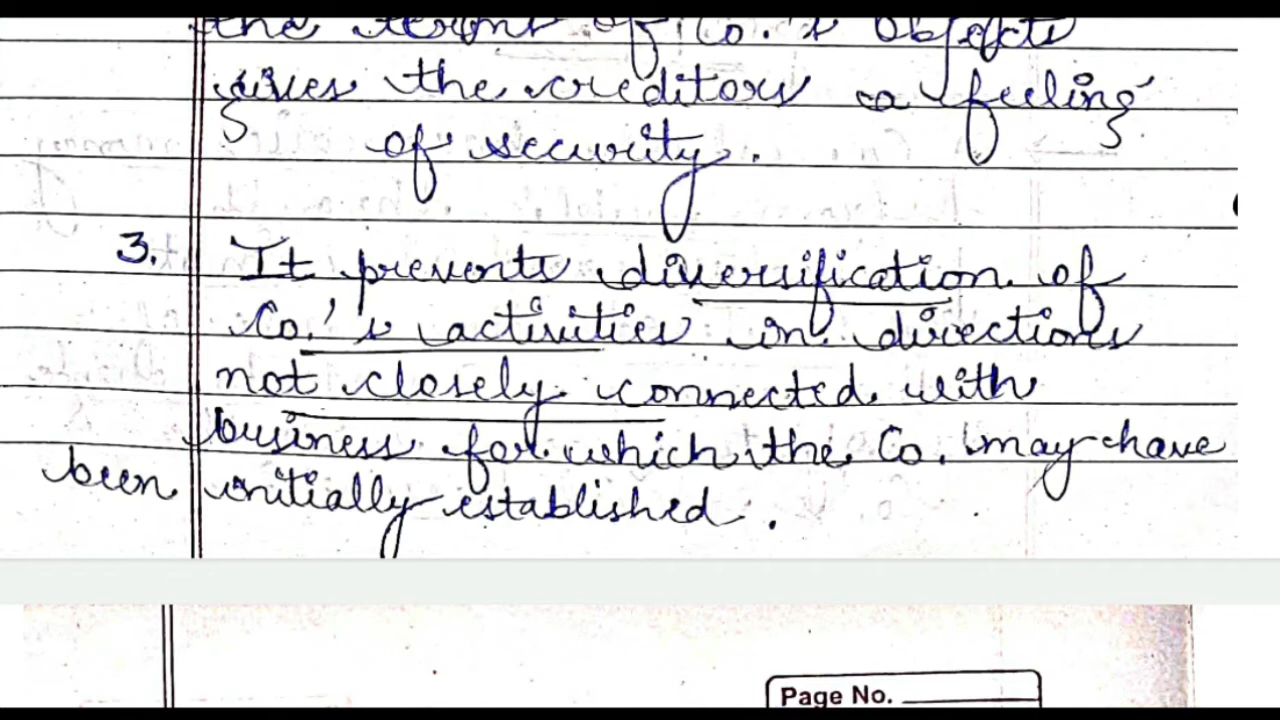 the terms of Co.'s objects
gives the creditors a feeling
of security.
3. It prevents diversification of
Co.'s activities in directions
not closely connected with
business for which the Co. may have
been initially established.
Page No.